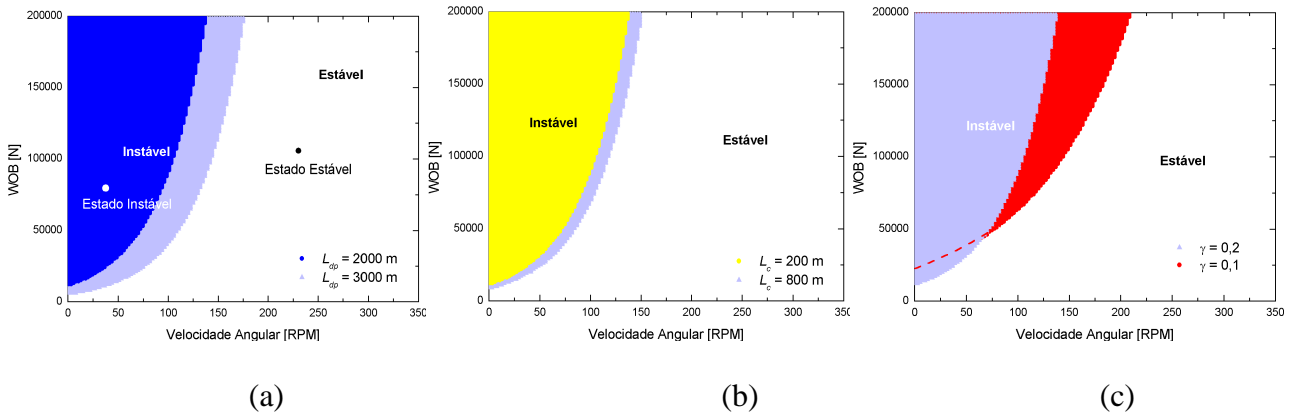 200000
150000
100000
50000
0
WOB [N]
Estável
Instável
Estado Estável
Estado Instável
L_dp = 2000 m
L_dp = 3000 m
0 50 100 150 200 250 300 350
Velocidade Angular [RPM]
(a)
200000
150000
100000
50000
0
WOB [N]
Instável
Estável
L_c = 200 m
L_c = 800 m
0 50 100 150 200 250 300 350
Velocidade Angular [RPM]
(b)
200000
150000
100000
50000
0
WOB [N]
Instável
Estável
γ = 0,2
γ = 0,1
0 50 100 150 200 250 300 350
Velocidade Angular [RPM]
(c)